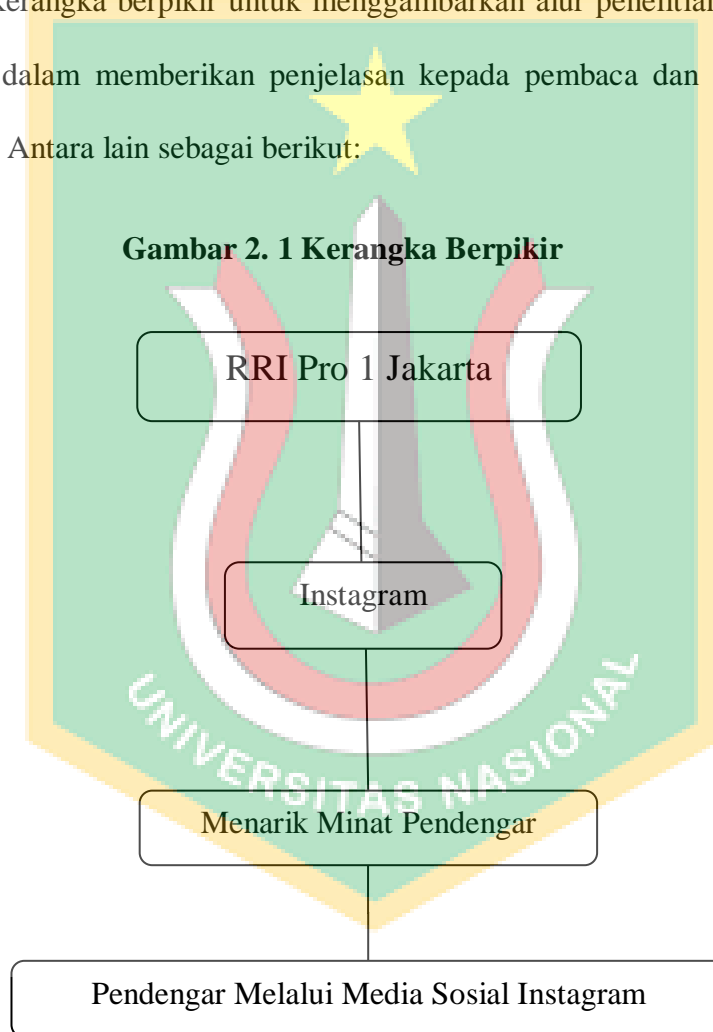 kerangka berpikir untuk menggambarkan alur penelitian
dalam memberikan penjelasan kepada pembaca dan
Antara lain sebagai berikut:
Gambar 2. 1 Kerangka Berpikir
RRI Pro 1 Jakarta
Instagram
UNIVERSITAS NASIONAL
Menarik Minat Pendengar
Pendengar Melalui Media Sosial Instagram